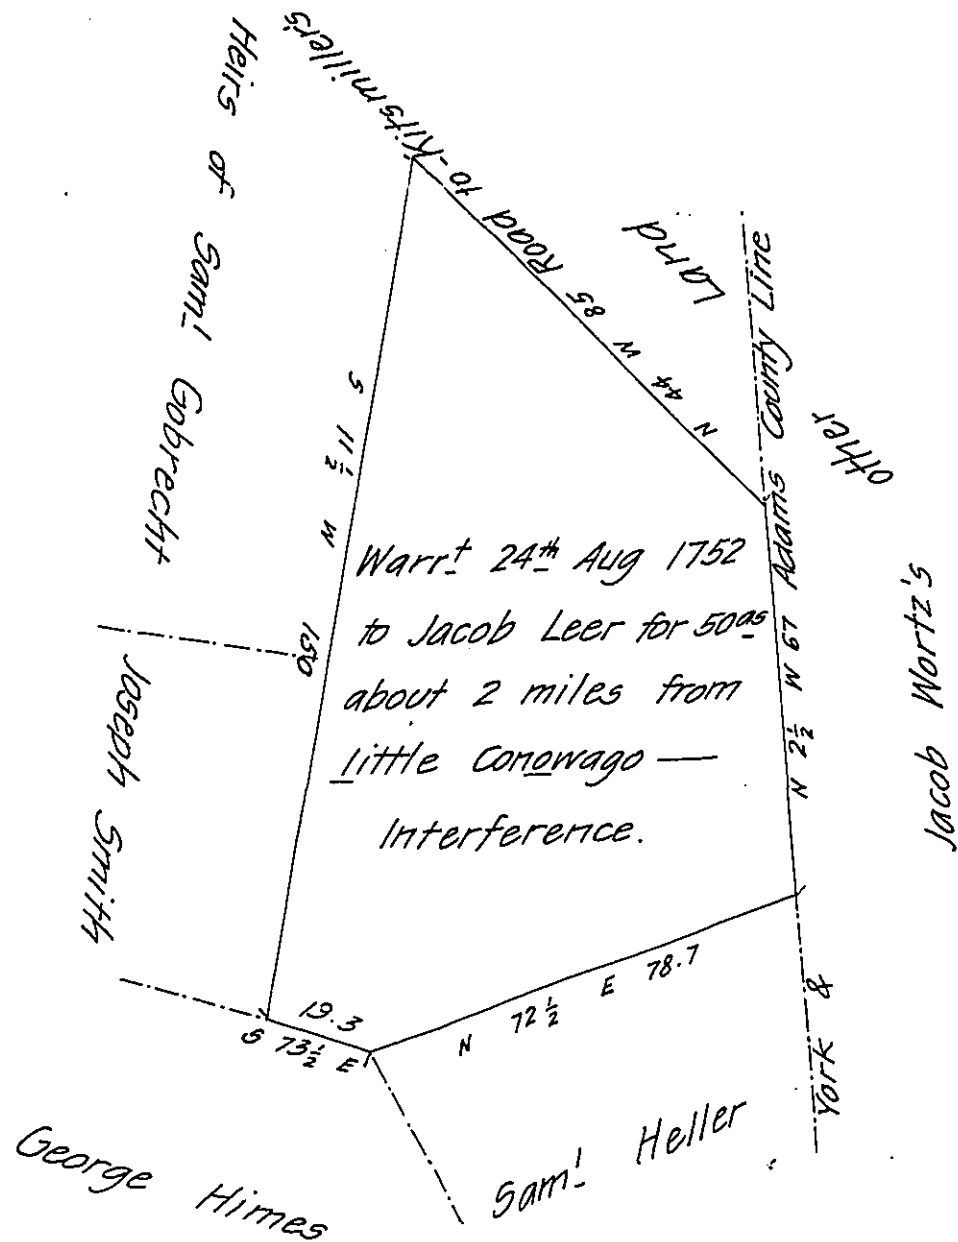 Heirs of Sam! Gobrecht
Road to Kitsmiller's
N 44 W 85
Land
other
Jacob Wortz's
York & Adams County Line
S 11½ W 150
N 2½ W 67
Warr! 24th Aug 1752
to Jacob Leer for 50as
about 2 miles from
little Conowago —
Interference.
Joseph Smith
19.3
S 73½ E
N 72½ E 78.7
George Himes
Sam! Heller